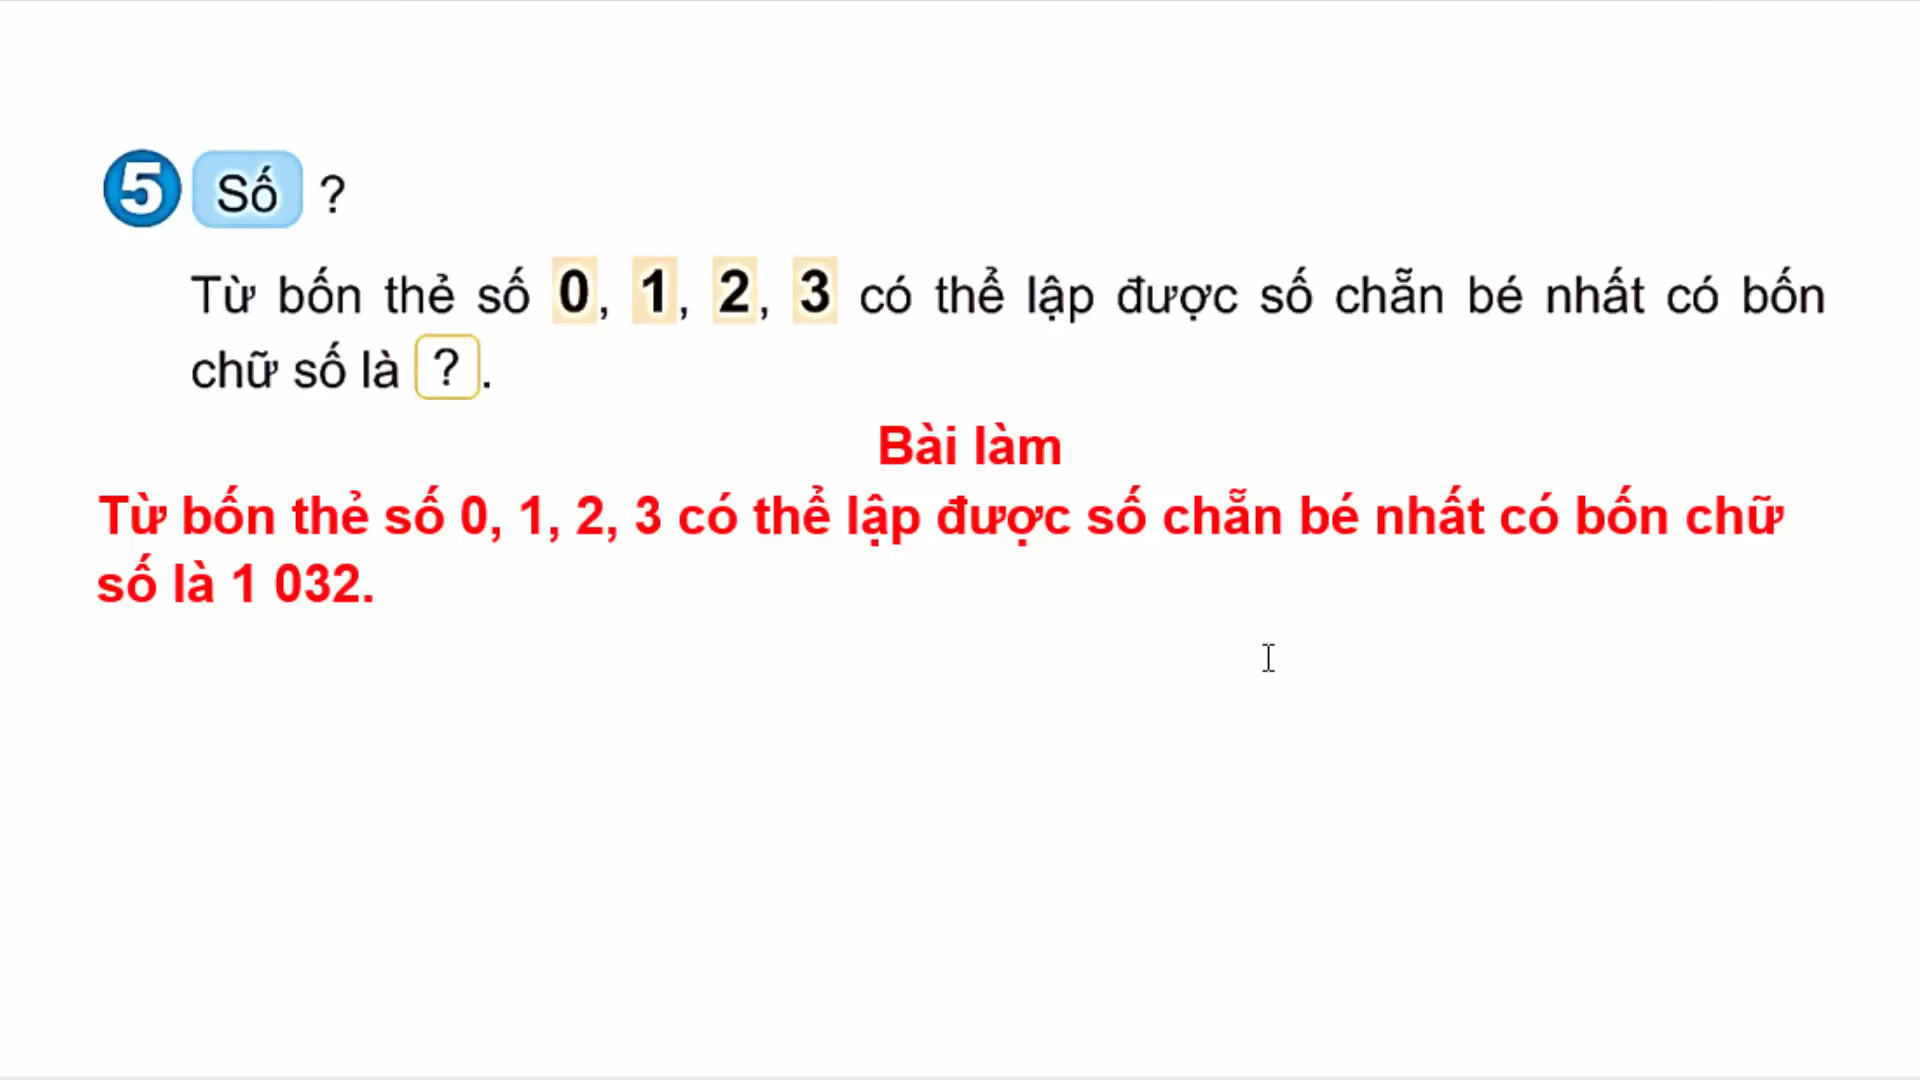 5 Số ?
Từ bốn thẻ số 0, 1, 2, 3 có thể lập được số chẵn bé nhất có bốn
chữ số là ?.
Bài làm
Từ bốn thẻ số 0, 1, 2, 3 có thể lập được số chẵn bé nhất có bốn chữ
số là 1 032.